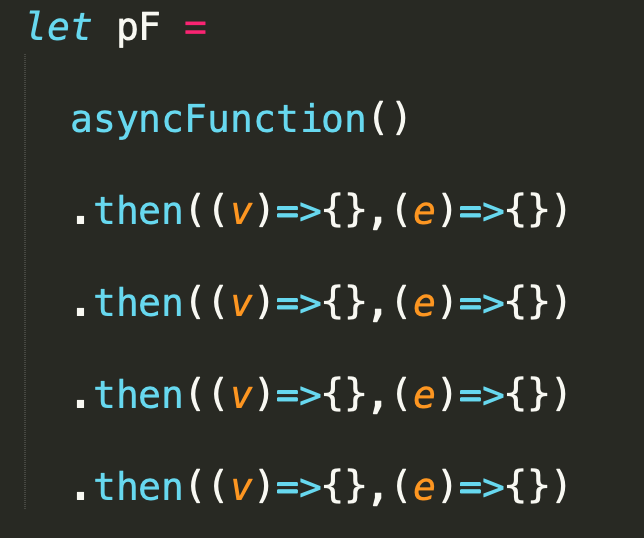 let pF =
asyncFunction()
.then((v)=>{},(e)=>{})
.then((v)=>{},(e)=>{})
.then((v)=>{},(e)=>{})
.then((v)=>{},(e)=>{})